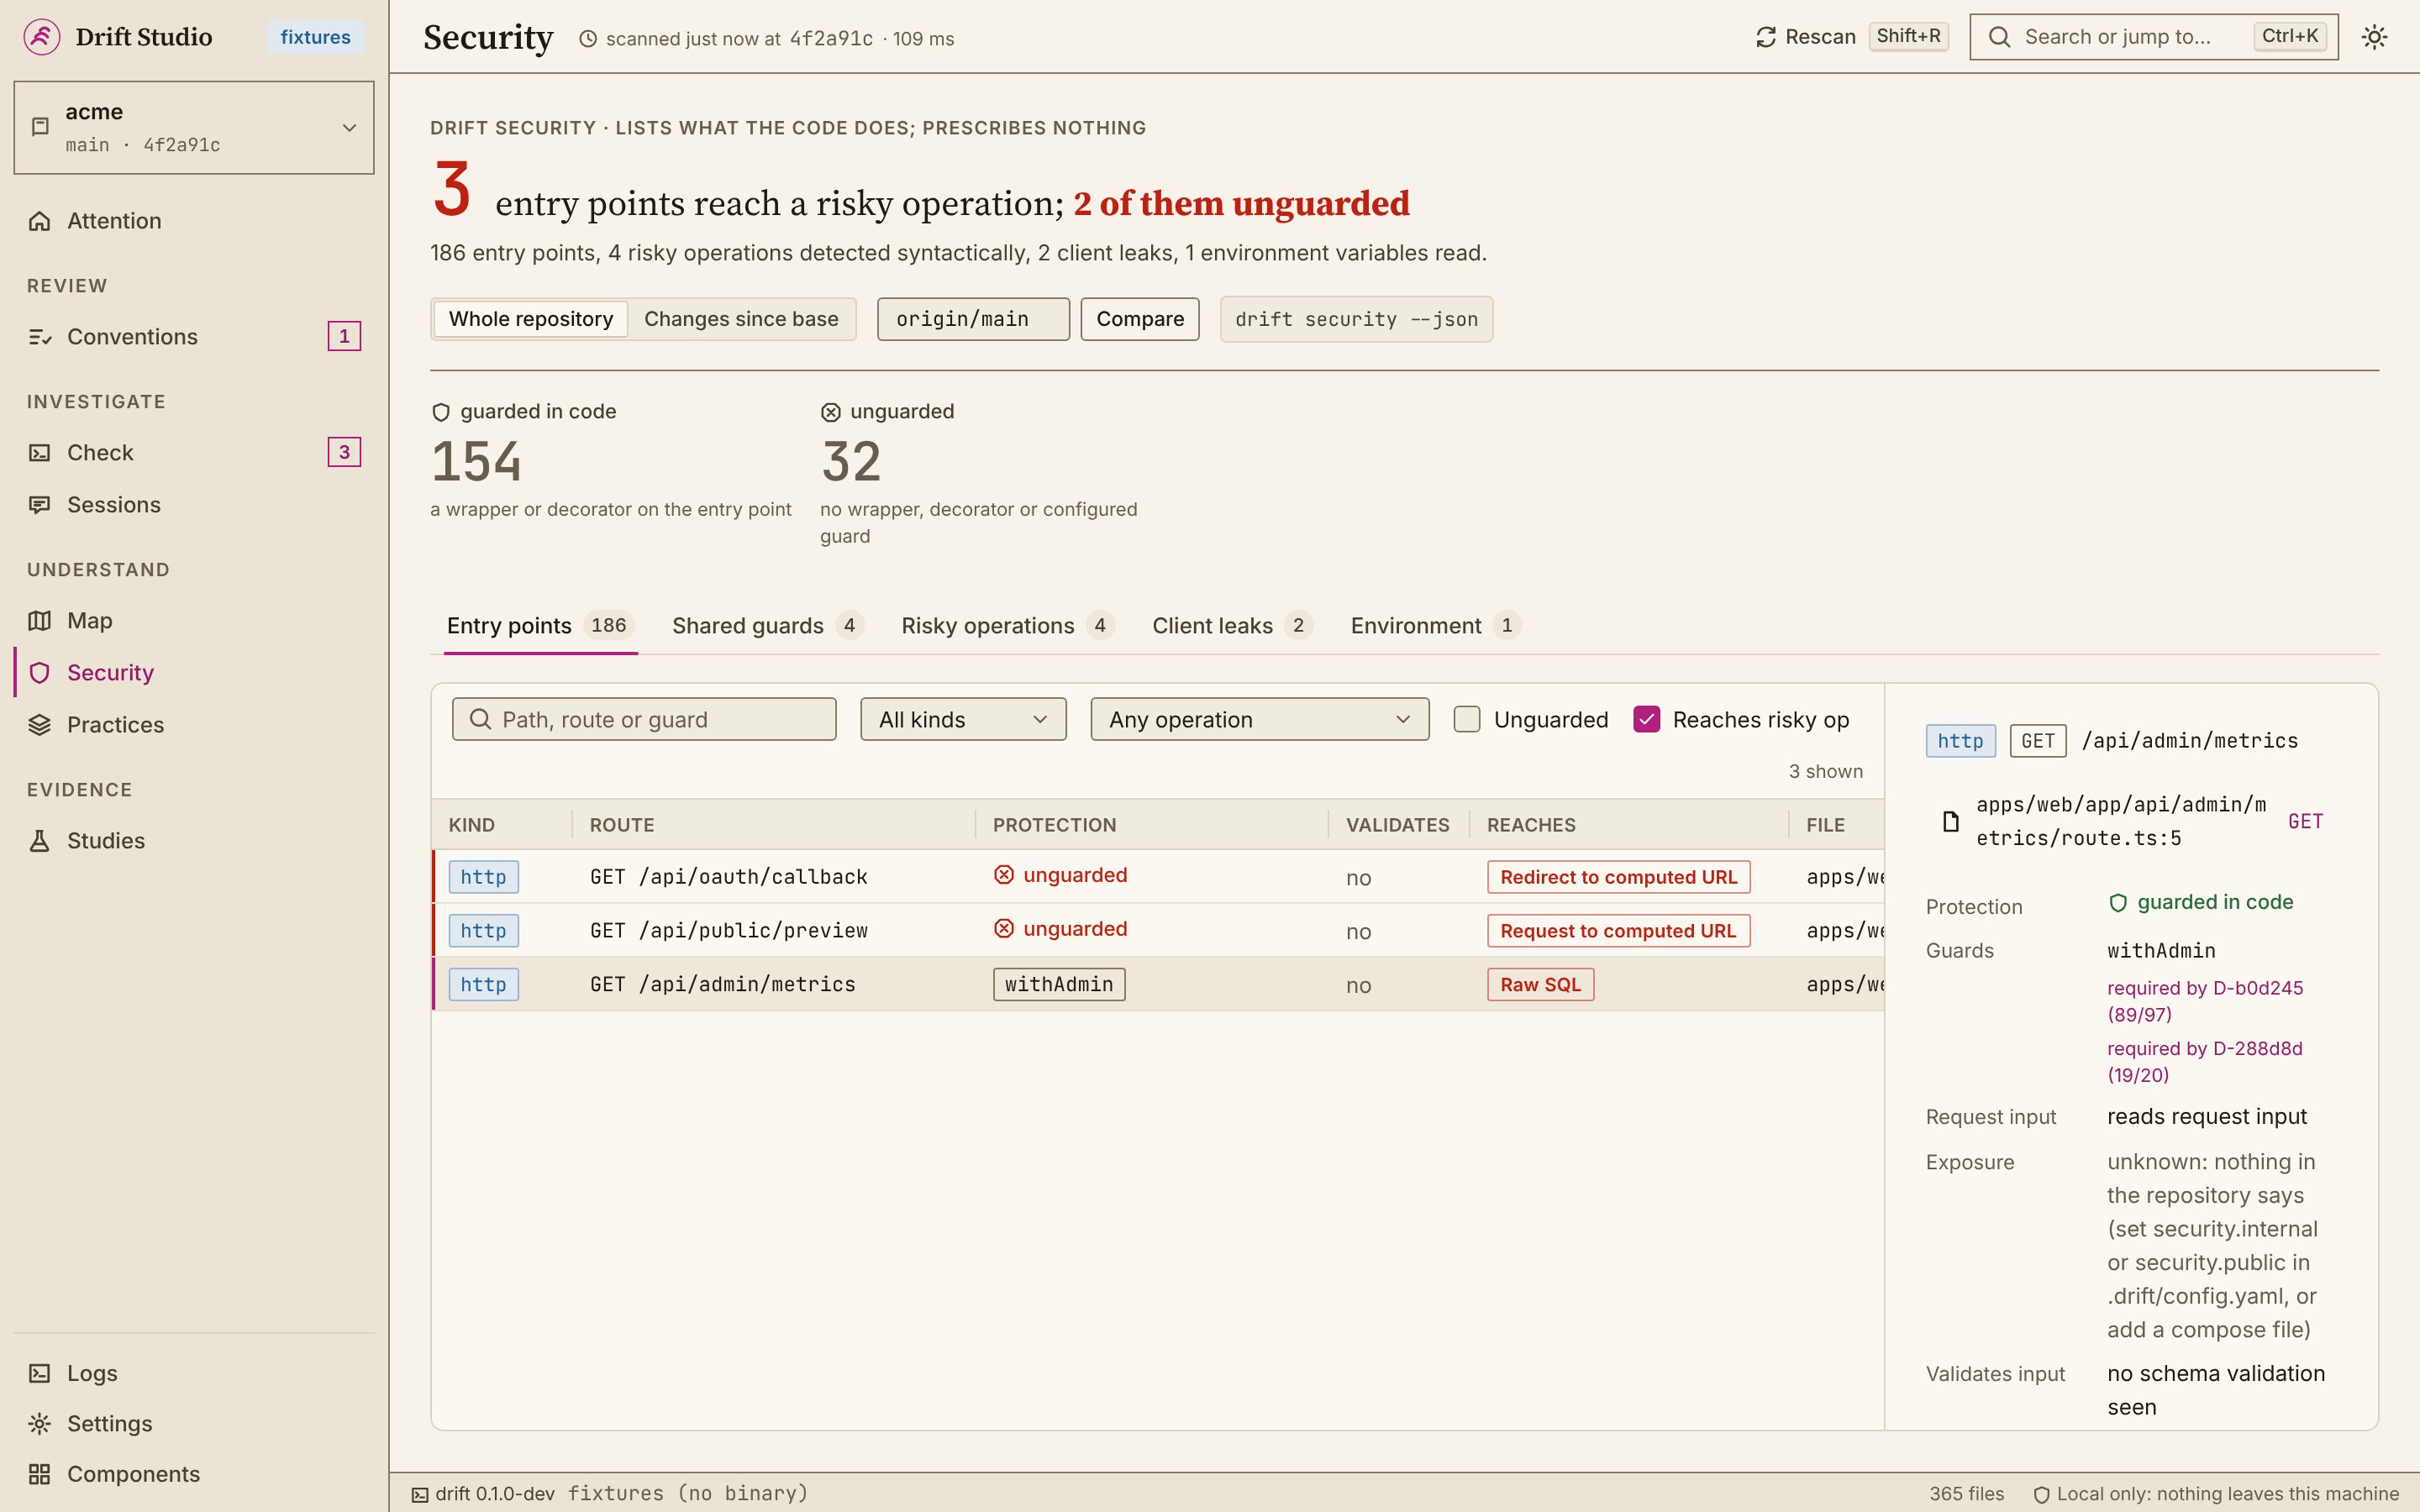 Drift Studio
fixtures
acme
main · 4f2a91c
Attention
REVIEW
Conventions 1
INVESTIGATE
Check 3
Sessions
UNDERSTAND
Map
Security
Practices
EVIDENCE
Studies
Logs
Settings
Components
Security
scanned just now at 4f2a91c · 109 ms
Rescan Shift+R
Search or jump to... Ctrl+K
DRIFT SECURITY · LISTS WHAT THE CODE DOES; PRESCRIBES NOTHING
3 entry points reach a risky operation; 2 of them unguarded
186 entry points, 4 risky operations detected syntactically, 2 client leaks, 1 environment variables read.
Whole repository Changes since base origin/main Compare drift security --json
guarded in code
154
a wrapper or decorator on the entry point
unguarded
32
no wrapper, decorator or configured
guard
Entry points 186 Shared guards 4 Risky operations 4 Client leaks 2 Environment 1
Path, route or guard All kinds Any operation Unguarded Reaches risky op
3 shown
KIND ROUTE PROTECTION VALIDATES REACHES FILE
http GET /api/oauth/callback unguarded no Redirect to computed URL apps/we
http GET /api/public/preview unguarded no Request to computed URL apps/we
http GET /api/admin/metrics withAdmin no Raw SQL apps/we
http GET /api/admin/metrics
apps/web/app/api/admin/m
etrics/route.ts:5
GET
Protection guarded in code
Guards withAdmin
required by D-b0d245
(89/97)
required by D-288d8d
(19/20)
Request input reads request input
Exposure unknown: nothing in
the repository says
(set security.internal
or security.public in
.drift/config.yaml, or
add a compose file)
Validates input no schema validation
seen
drift 0.1.0-dev fixtures (no binary)
365 files Local only: nothing leaves this machine